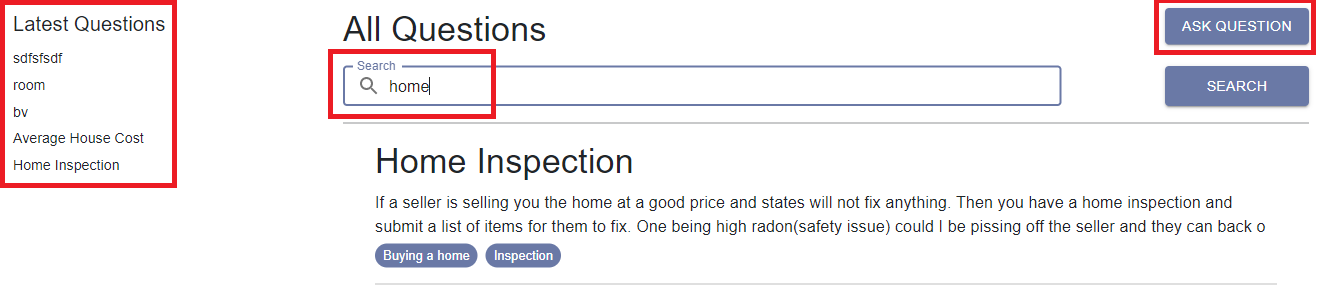 Latest Questions
sdfsfsdf
room
bv
Average House Cost
Home Inspection
All Questions
ASK QUESTION
Search
home
SEARCH
Home Inspection
If a seller is selling you the home at a good price and states will not fix anything. Then you have a home inspection and
submit a list of items for them to fix. One being high radon(safety issue) could I be pissing off the seller and they can back o
Buying a home Inspection